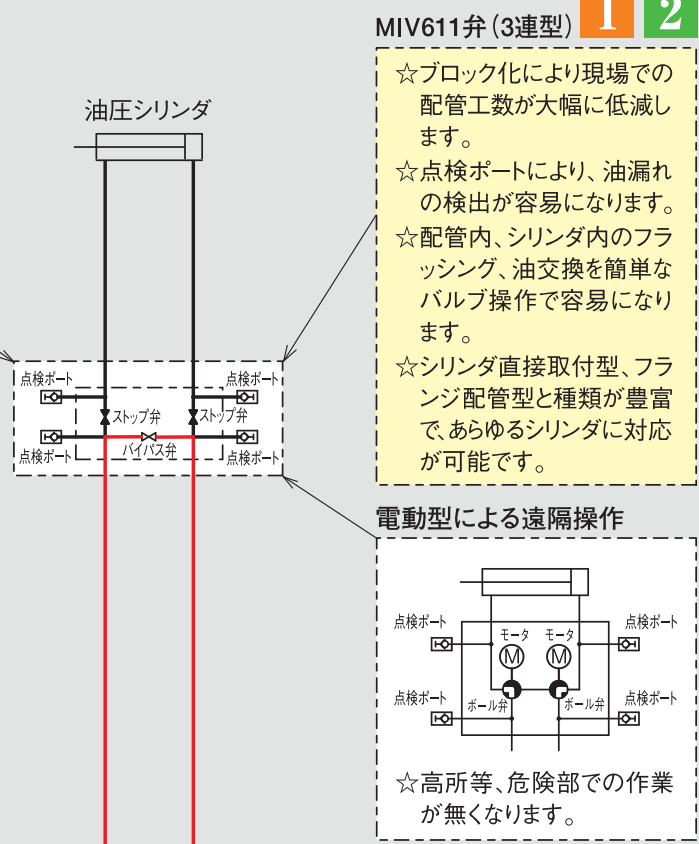 MIV611弁(3連型) 1 2
☆ブロック化により現場での
配管工数が大幅に低減し
ます。
☆点検ポートにより、油漏れ
の検出が容易になります。
☆配管内、シリンダ内のフラ
ッシング、油交換を簡単な
バルブ操作で容易になり
ます。
☆シリンダ直接取付型、フラ
ンジ配管型と種類が豊富
で、あらゆるシリンダに対応
が可能です。
油圧シリンダ
点検ポート 点検ポート
ストップ弁 ストップ弁
バイパス弁
点検ポート 点検ポート
電動型による遠隔操作
点検ポート モータ モータ 点検ポート
M M
点検ポート ボール弁 ボール弁 点検ポート
☆高所等、危険部での作業
が無くなります。